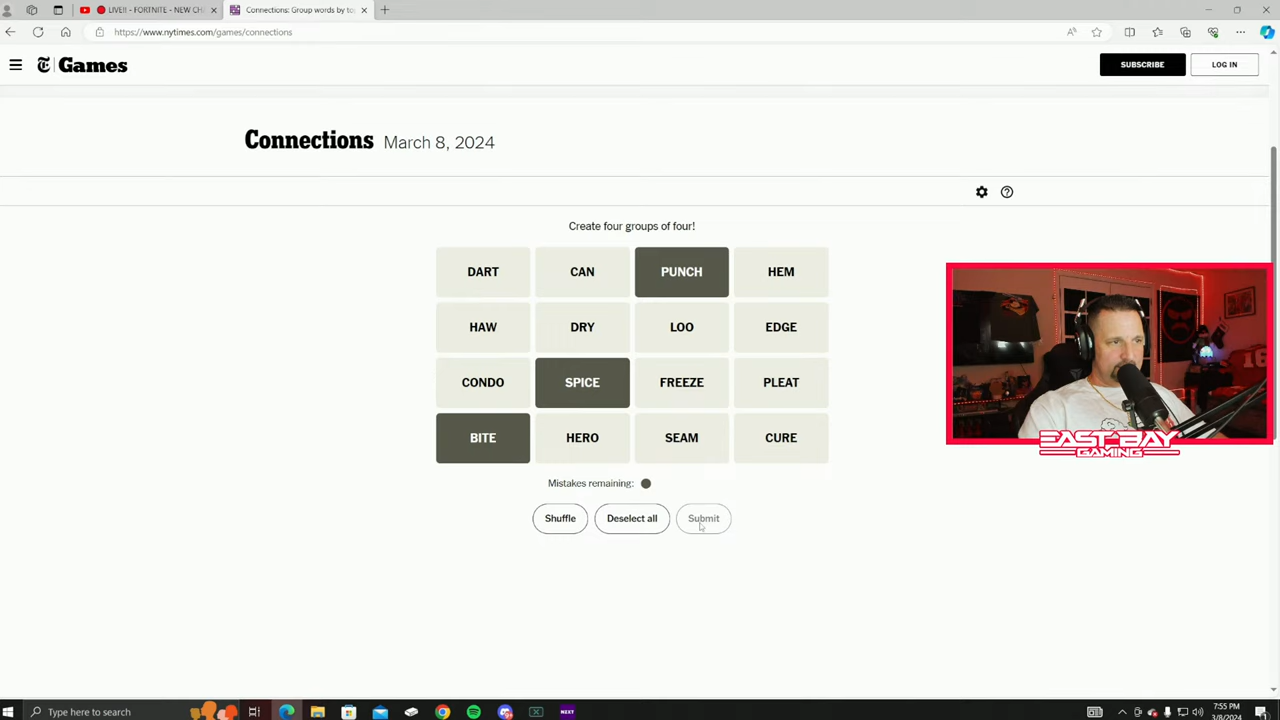 LIVE!! - FORTNITE - NEW CH
Connections: Group words by to
https://www.nytimes.com/games/connections
Games
SUBSCRIBE
LOG IN
Connections March 8, 2024
Create four groups of four!
DART CAN PUNCH HEM
HAW DRY LOO EDGE
CONDO SPICE FREEZE PLEAT
BITE HERO SEAM CURE
Mistakes remaining:
Shuffle Deselect all Submit
EAST BAY
GAMING
Type here to search
NEXT
7:55 PM
3/8/2024